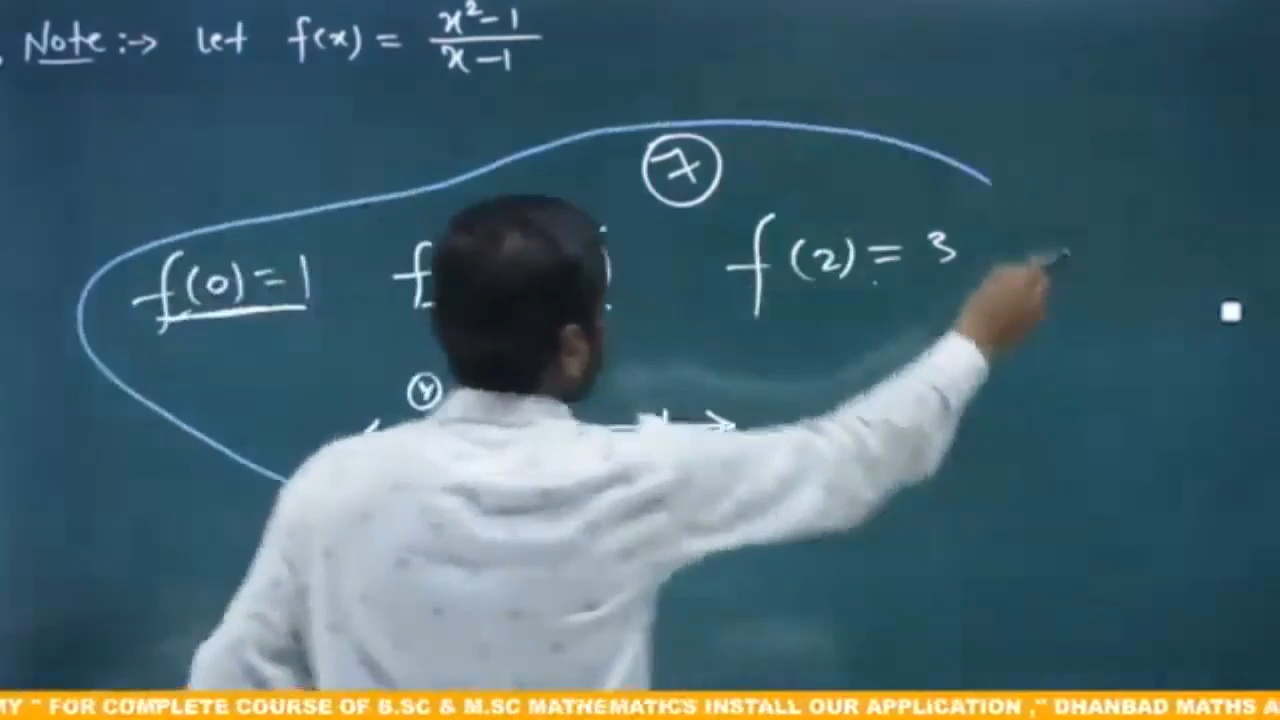 Note :→ Let f(x) = x²-1 / x-1
7
f(0) = 1 f f(2) = 3
MY " FOR COMPLETE COURSE OF B.SC & M.SC MATHEMATICS INSTALL OUR APPLICATION ," DHANBAD MATHS A